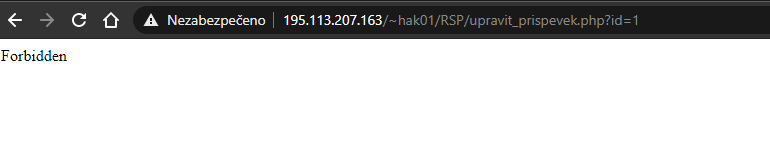 Nezabezpečeno 195.113.207.163/~hak01/RSP/upravit_prispevek.php?id=1
Forbidden